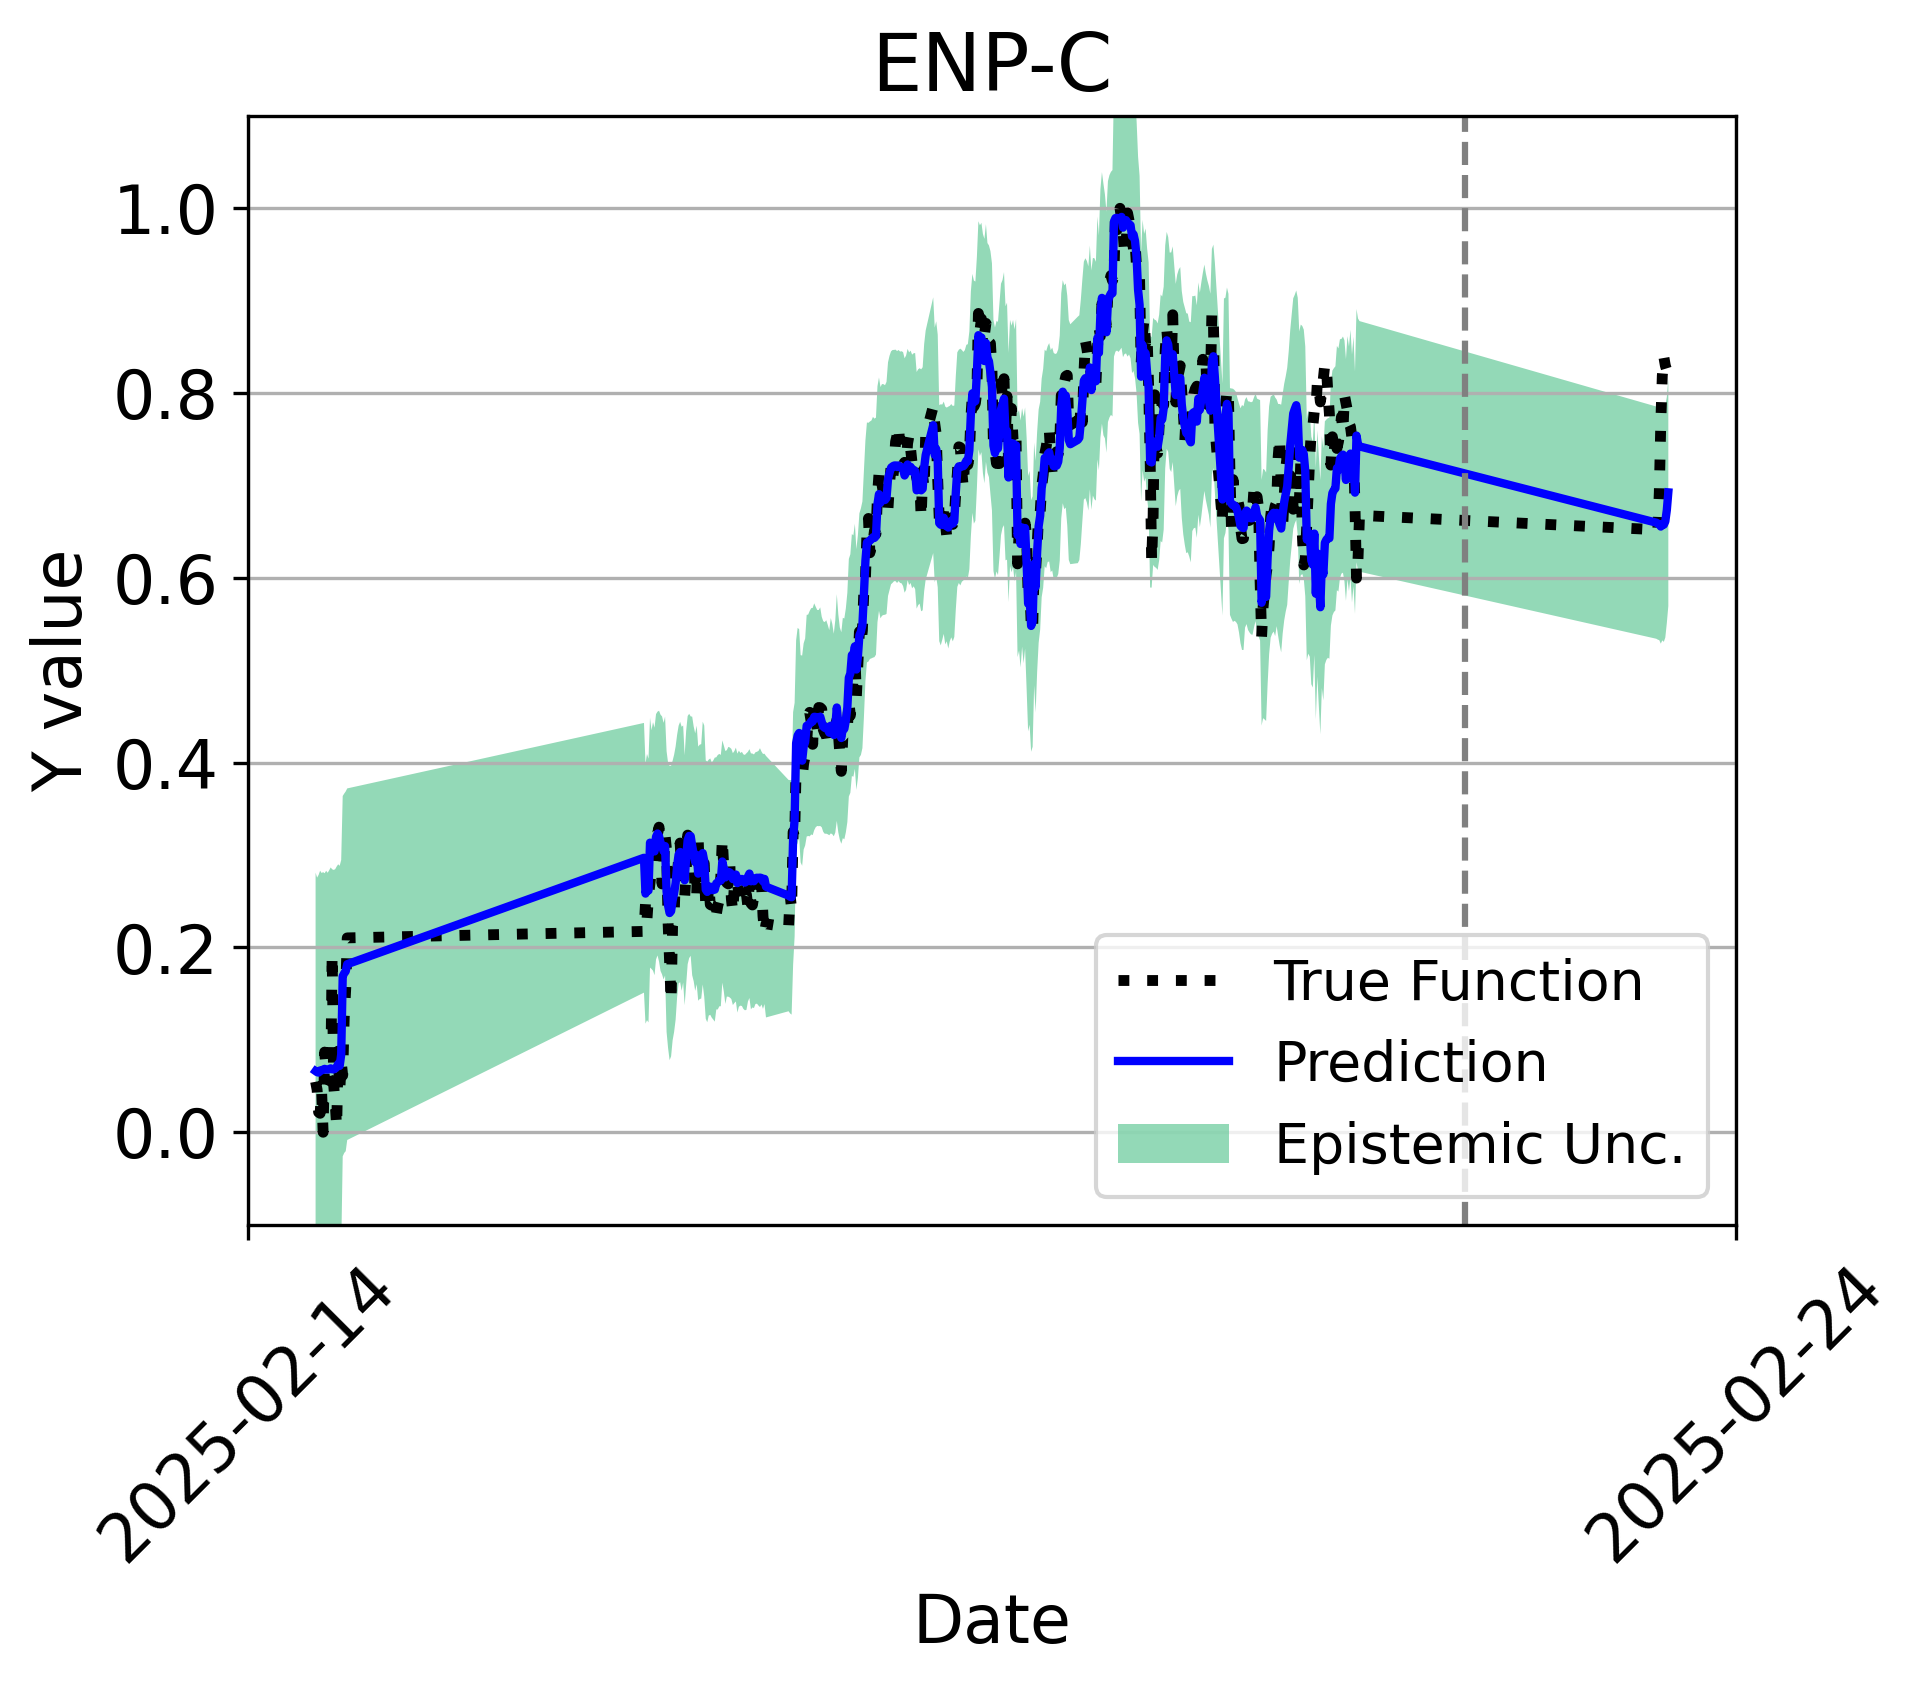 ENP-C
Y value
1.0
0.8
0.6
0.4
0.2
0.0
True Function
Prediction
Epistemic Unc.
2025-02-14
2025-02-24
Date